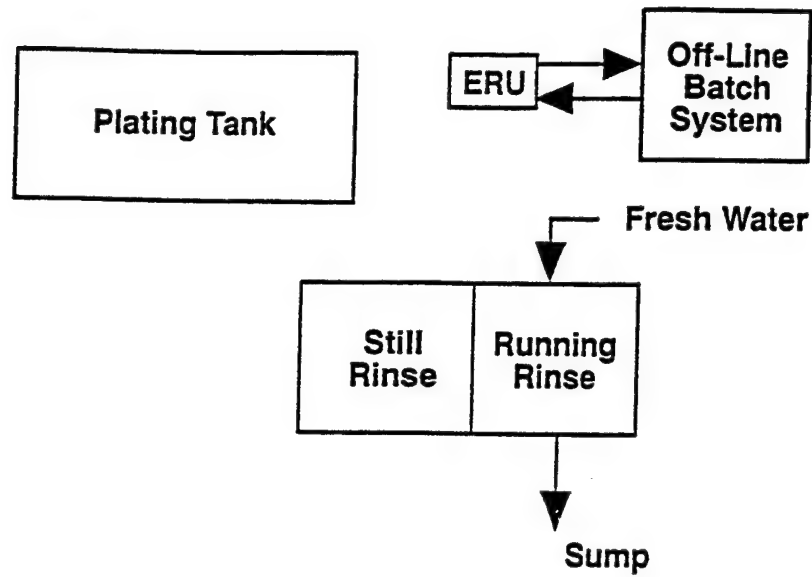 Plating Tank
ERU
Off-Line
Batch
System
Fresh Water
Still
Rinse
Running
Rinse
Sump